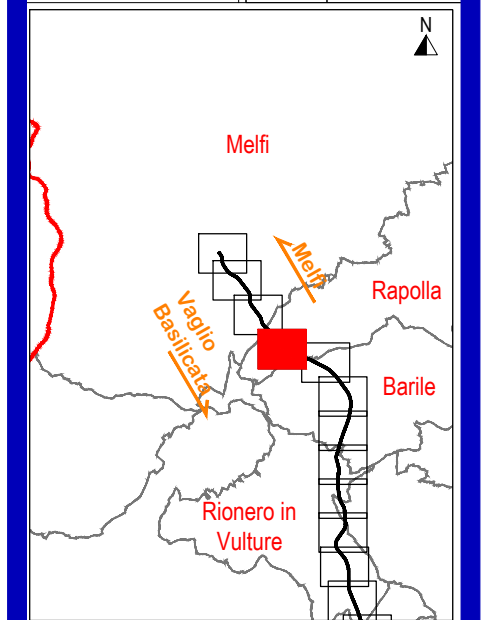 N
Melfi
Melfi
Rapolla
Vaglio
Basilicata
Barile
Rionero in
Vulture